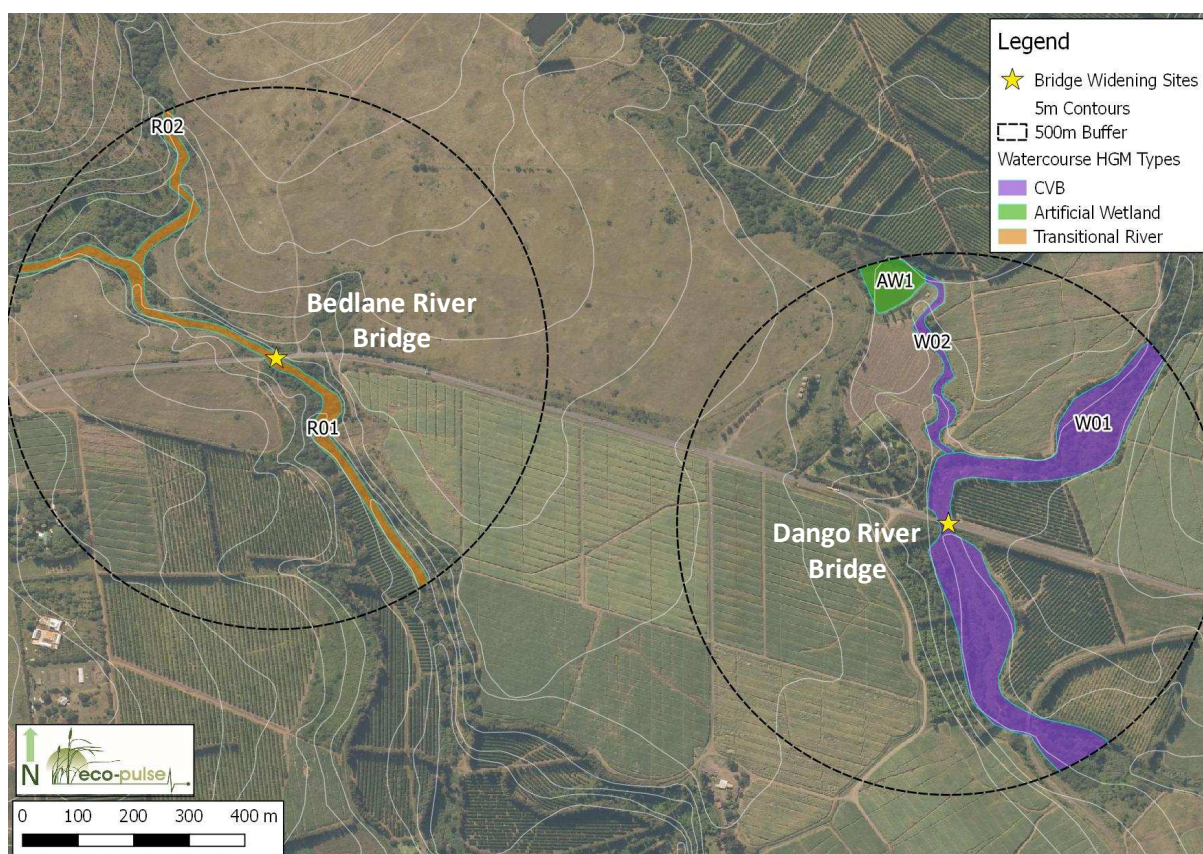 Legend
Bridge Widening Sites
5m Contours
500m Buffer
Watercourse HGM Types
CVB
Artificial Wetland
Transitional River
R02
Bedlane River
Bridge
R01
AW1
W02
W01
Dango River
Bridge
N
eco-pulse
0 100 200 300 400 m